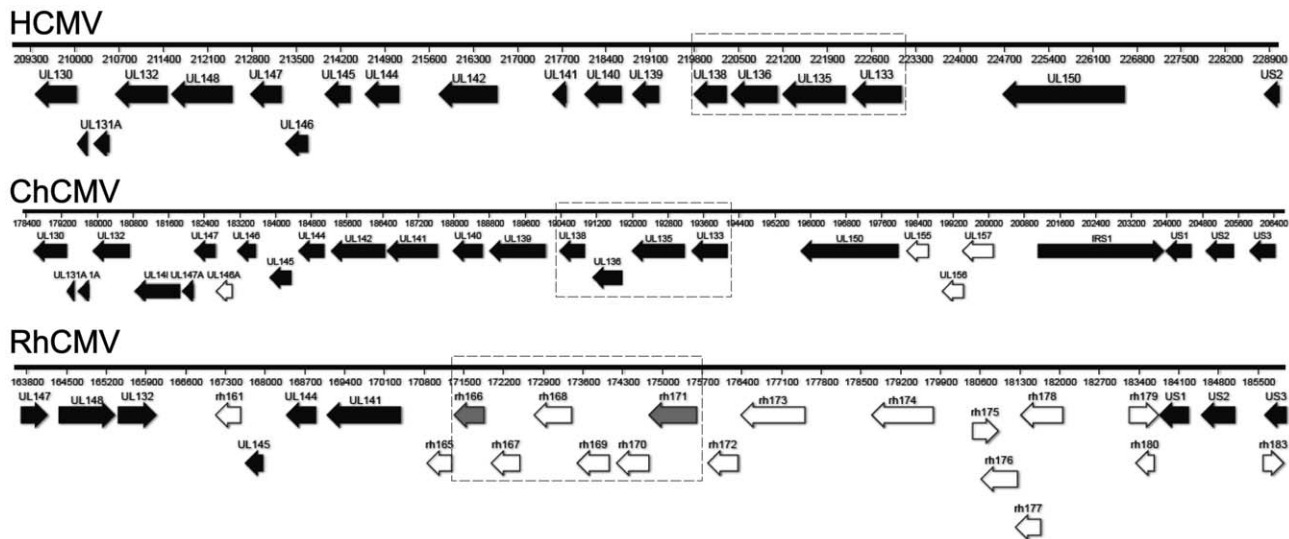 HCMV
209300 210000 210700 211400 212100 212800 213500 214200 214900 215600 216300 217000 217700 218400 219100 219800 220500 221200 221900 222600 223300 224000 224700 225400 226100 226800 227500 228200 228900
UL130 UL132 UL148 UL147 UL145 UL144 UL142 UL141 UL140 UL139 UL138 UL136 UL135 UL133 UL150 US2
UL131A UL146
ChCMV
178400 179200 180000 180800 181600 182400 183200 184000 184800 185600 186400 187200 188000 188800 189600 190400 191200 192000 192800 193600 194400 195200 196000 196800 197600 198400 199200 200000 200800 201600 202400 203200 204000 204800 205600 206400
UL130 UL132 UL147 UL146 UL144 UL142 UL141 UL140 UL139 UL138 UL135 UL133 UL150 UL155 UL157 IRS1 US1 US2 US3
UL145 UL136
UL131A 1A UL14I UL147A UL146A UL156
RhCMV
163800 164500 165200 165900 166600 167300 168000 168700 169400 170100 170800 171500 172200 172900 173600 174300 175000 175700 176400 177100 177800 178500 179200 179900 180600 181300 182000 182700 183400 184100 184800 185500
UL147 UL148 UL132 rh161 UL144 UL141 rh166 rh168 rh171 rh173 rh174 rh175 rh178 rh179 US1 US2 US3
UL145 rh165 rh167 rh169 rh170 rh172 rh176 rh180 rh183
rh177